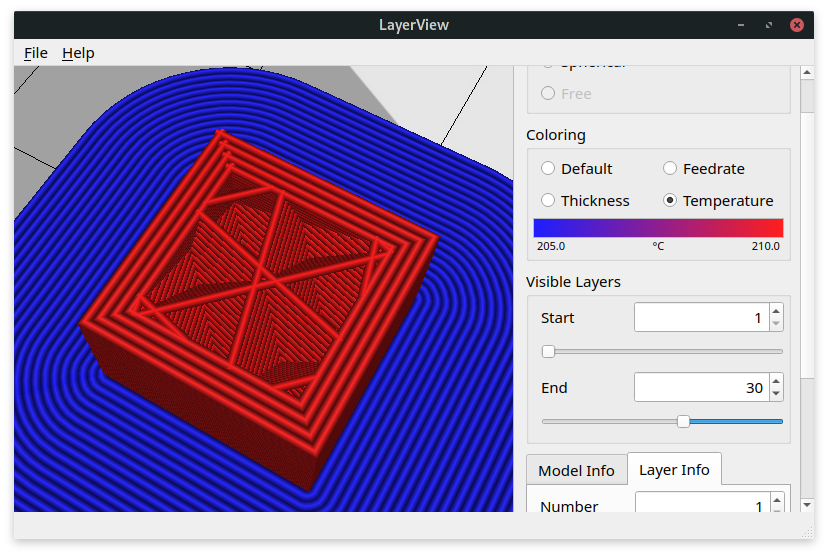 LayerView
File Help
Spherical
Free
Coloring
Default Feedrate
Thickness Temperature
205.0 °C 210.0
Visible Layers
Start 1
End 30
Model Info Layer Info
Number 1